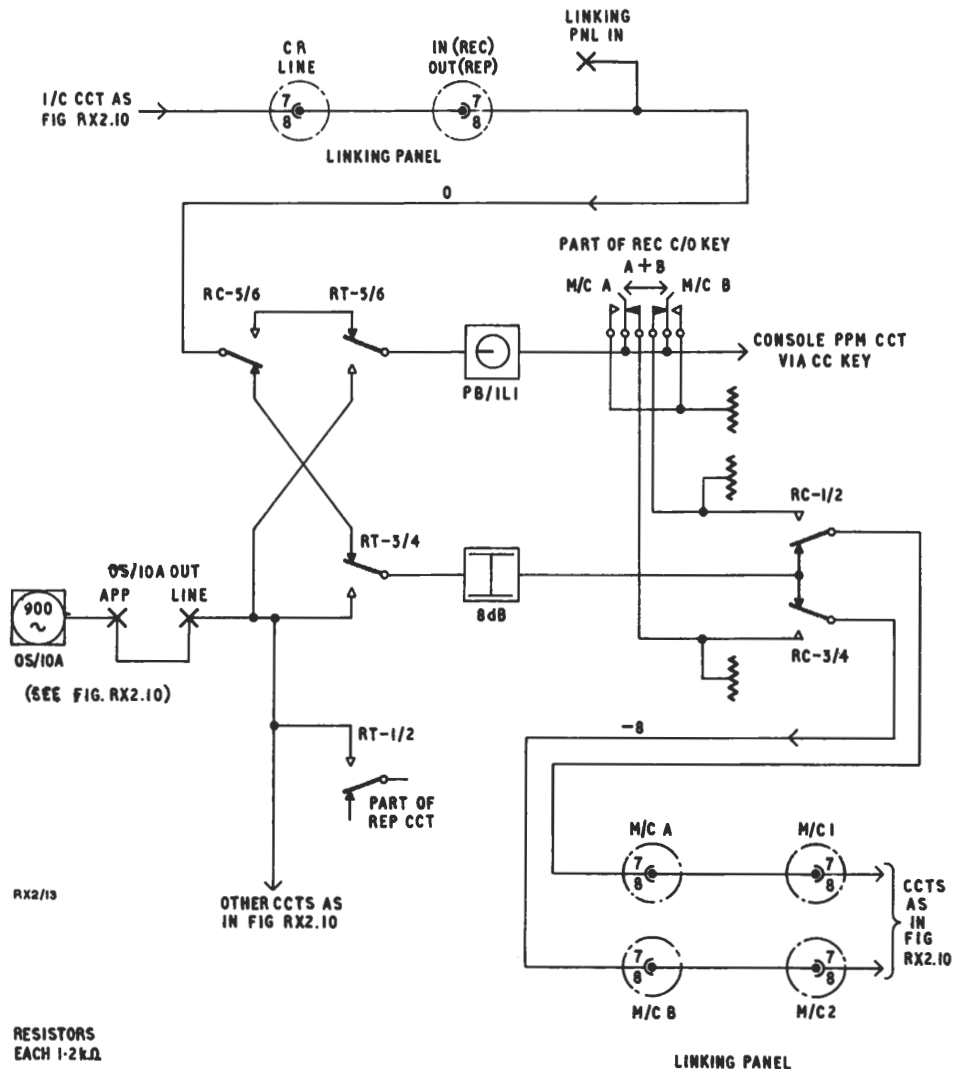 LINKING
PNL IN
CR
LINE
IN (REC)
OUT (REP)
I/C CCT AS
FIG RX2.10
7
8
7
8
LINKING PANEL
0
PART OF REC C/O KEY
A + B
M/C A
M/C B
RC-5/6
RT-5/6
CONSOLE PPM CCT
VIA CC KEY
PB/1L1
RC-1/2
RT-3/4
OS/10A OUT
APP
LINE
900
~
8dB
OS/10A
RC-3/4
(SEE FIG. RX2.10)
-8
RT-1/2
PART OF
REP CCT
M/C A
M/C 1
7
8
7
8
RX2/13
OTHER CCTS AS
IN FIG RX2.10
CCTS
AS
IN
FIG
RX2.10
7
8
7
8
M/C B
M/C 2
RESISTORS
EACH 1·2kΩ
LINKING PANEL